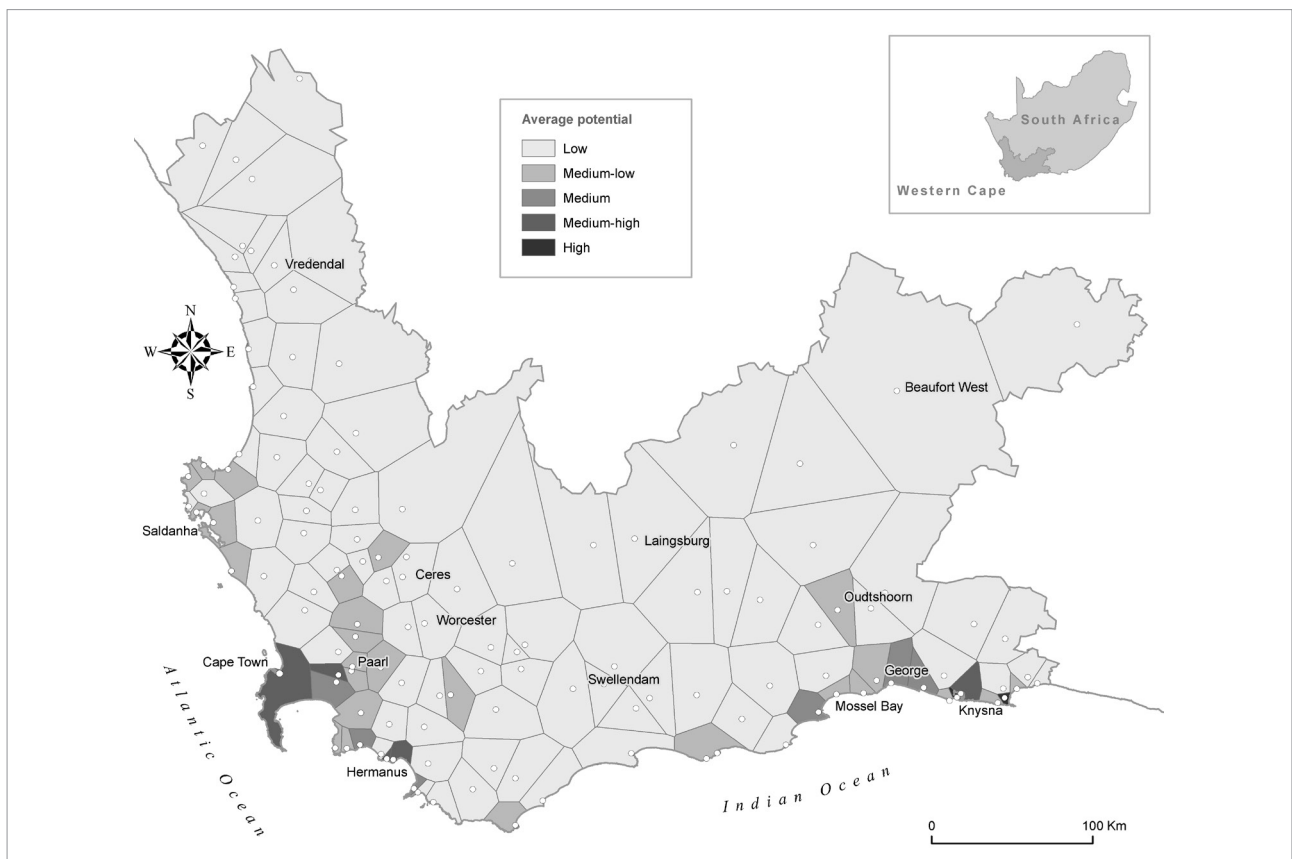 Average potential
Low
Medium-low
Medium
Medium-high
High
South Africa
Western Cape
Vredendal
N
W E
S
Beaufort West
Saldanha
Laingsburg
Ceres
Oudtshoorn
Worcester
Cape Town
Paarl
George
Swellendam
Mossel Bay
Knysna
Hermanus
Atlantic Ocean
Indian Ocean
0 100 Km